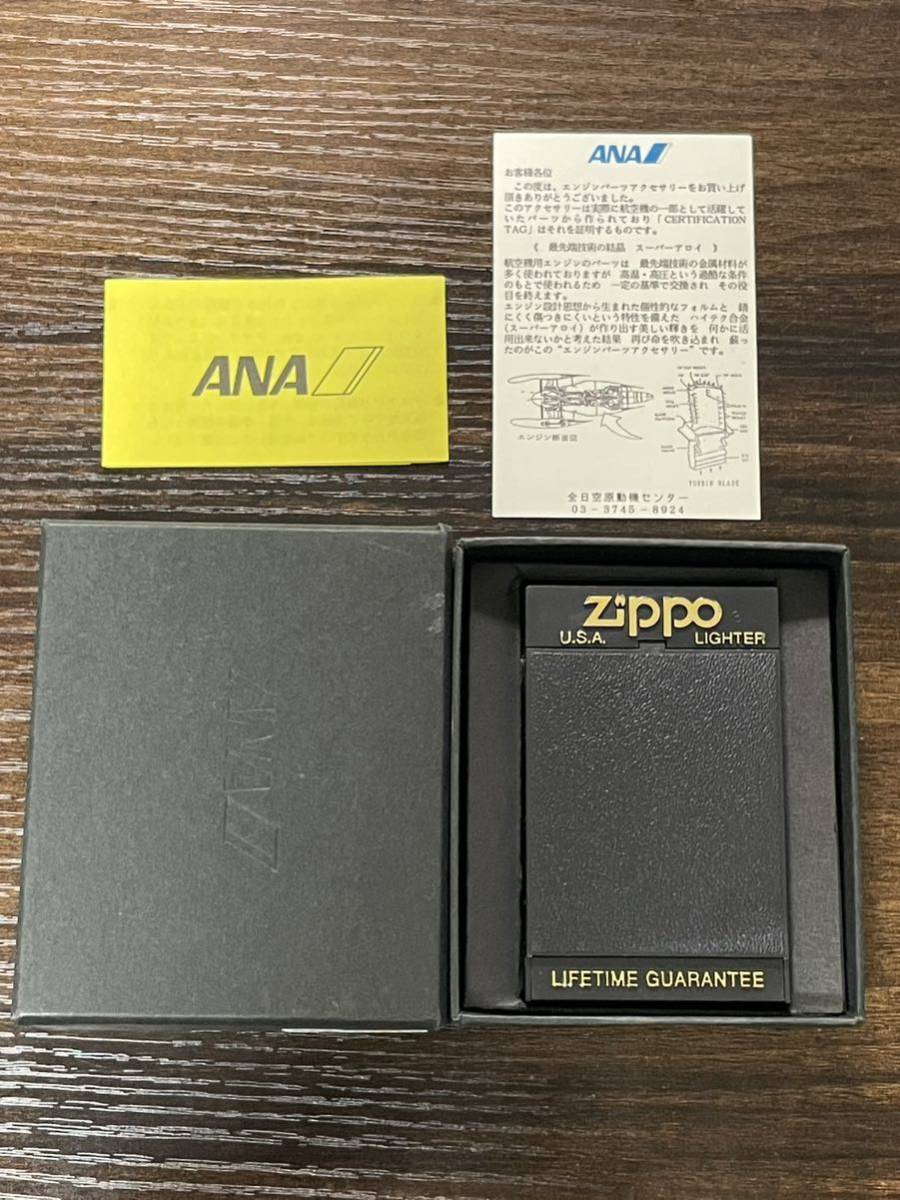 ANA
お客様各位
この度は、エンジンパーツアクセサリーをお買い上げ
頂きありがとうございました。
このアクセサリーは実際に航空機の一部として活躍して
いたパーツから作られており「CERTIFICATION
TAG」はそれを証明するものです。
《 最先端技術の結晶 スーパーアロイ 》
航空機用エンジンのパーツは 最先端技術の金属材料が
多く使われておりますが 高温・高圧という過酷な条件
のもとで使われるため 一定の基準で交換され その役
目を終えます。
エンジン設計思想から生まれた個性的なフォルムと 錆
にくく傷つきにくいという特性を備えた ハイテク合金
(スーパーアロイ)が作り出す美しい輝きを 何かに活
用出来ないかと考えた結果 再び命を吹き込まれ 蘇っ
たのがこの“エンジンパーツアクセサリー”です。
エンジン断面図
TURBIN BLADE
全日空原動機センター
03-3745-8924
ANA
ANA
Zippo
U.S.A. LIGHTER
LIFETIME GUARANTEE